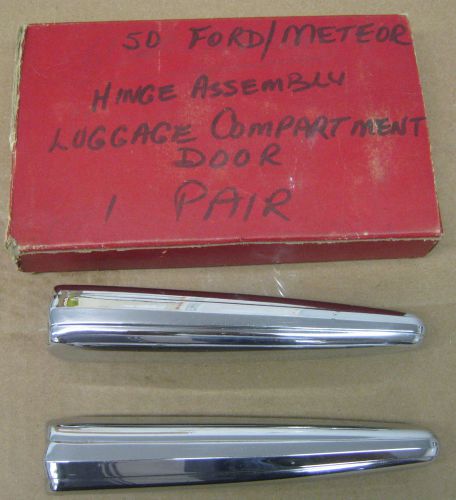 50 FORD/METEOR
HINGE ASSEMBLY
LUGGAGE COMPARTMENT
DOOR
1 PAIR